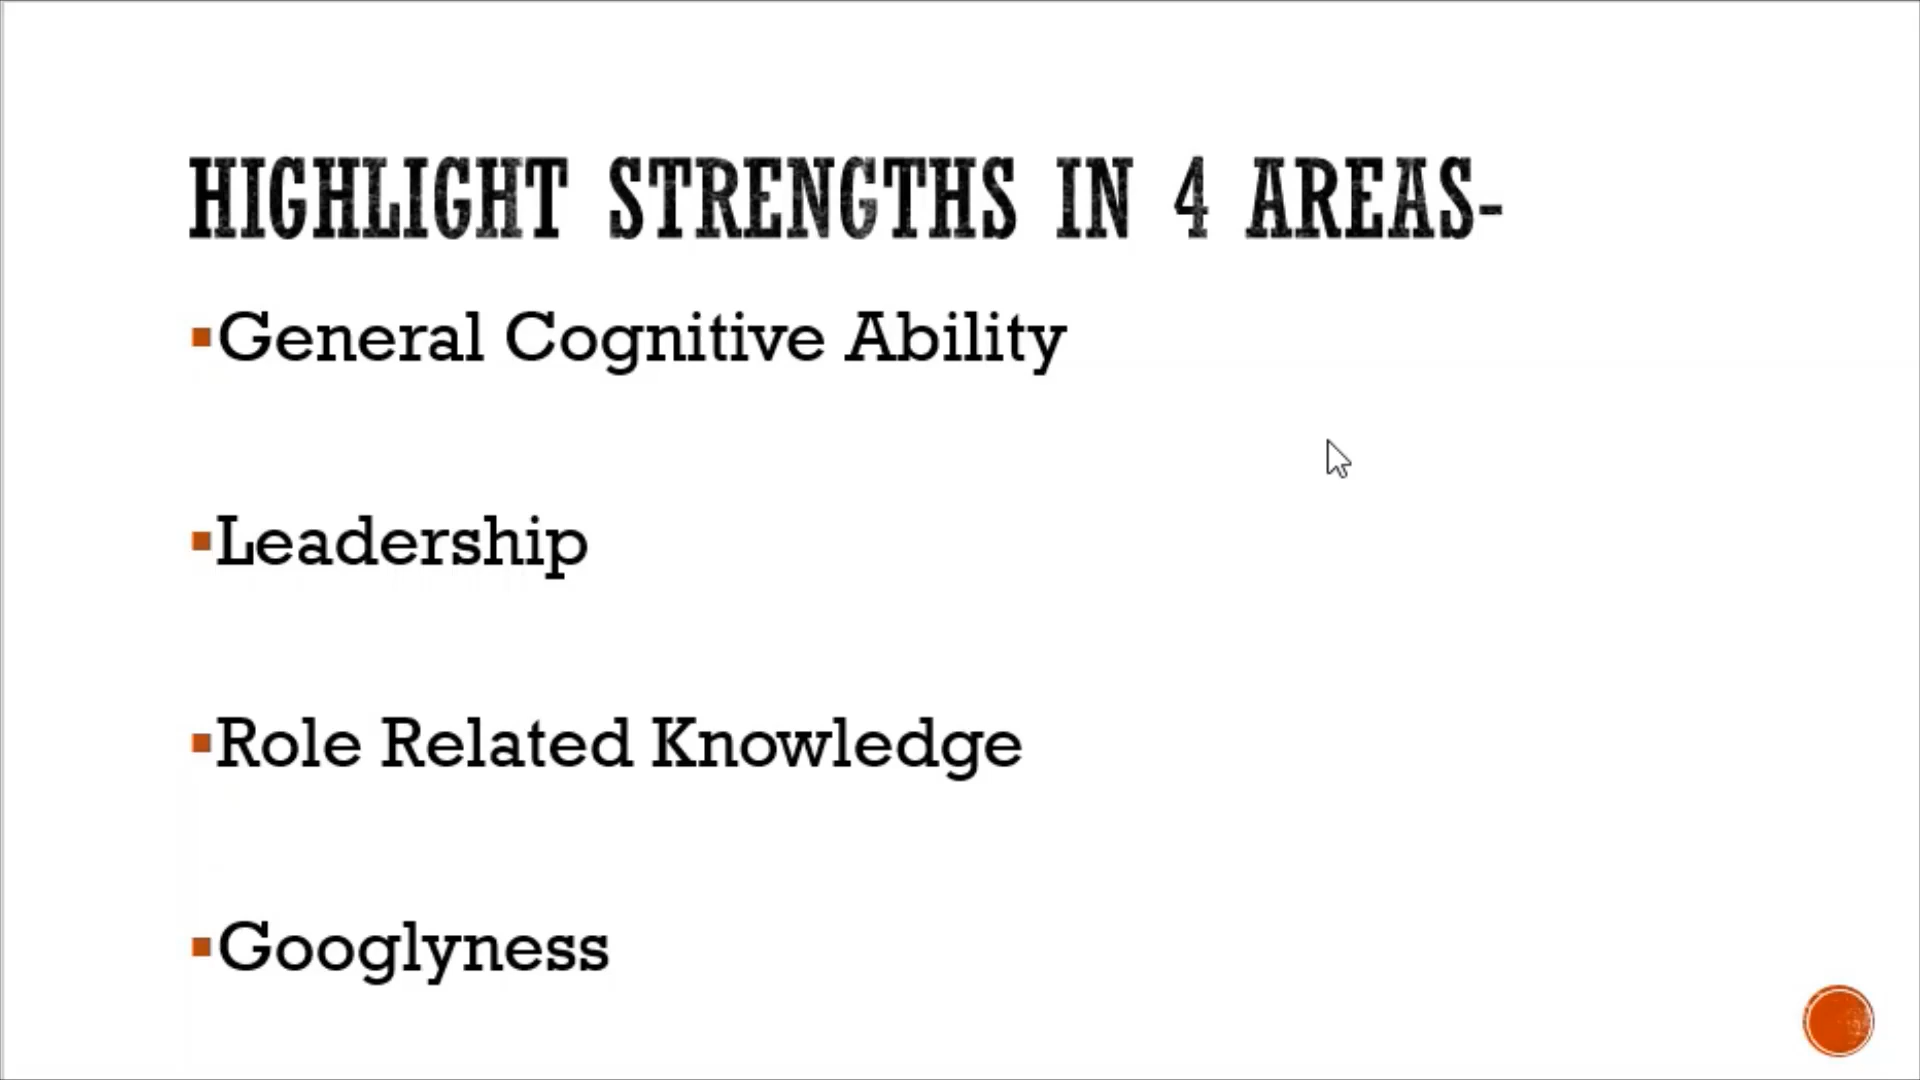 HIGHLIGHT STRENGTHS IN 4 AREAS-
▪General Cognitive Ability
▪Leadership
▪Role Related Knowledge
▪Googlyness